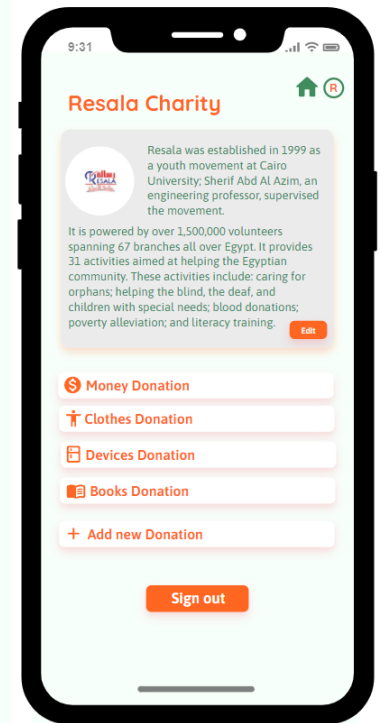 9:31
R
Resala Charity
رسالة
RESALA
Resala was established in 1999 as
a youth movement at Cairo
University; Sherif Abd Al Azim, an
engineering professor, supervised
the movement.
It is powered by over 1,500,000 volunteers
spanning 67 branches all over Egypt. It provides
31 activities aimed at helping the Egyptian
community. These activities include: caring for
orphans; helping the blind, the deaf, and
children with special needs; blood donations;
poverty alleviation; and literacy training.
Edit
$ Money Donation
Clothes Donation
Devices Donation
Books Donation
+ Add new Donation
Sign out